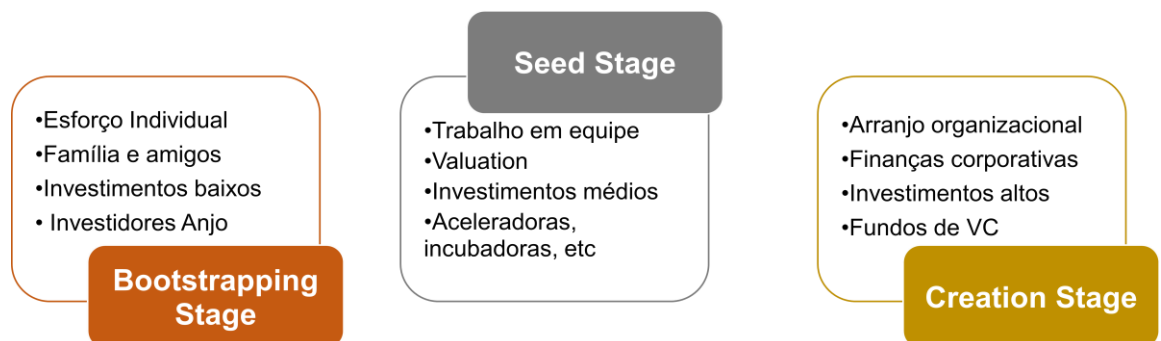 •Esforço Individual
•Família e amigos
•Investimentos baixos
• Investidores Anjo
Bootstrapping
Stage
Seed Stage
•Trabalho em equipe
•Valuation
•Investimentos médios
•Aceleradoras,
incubadoras, etc
•Arranjo organizacional
•Finanças corporativas
•Investimentos altos
•Fundos de VC
Creation Stage